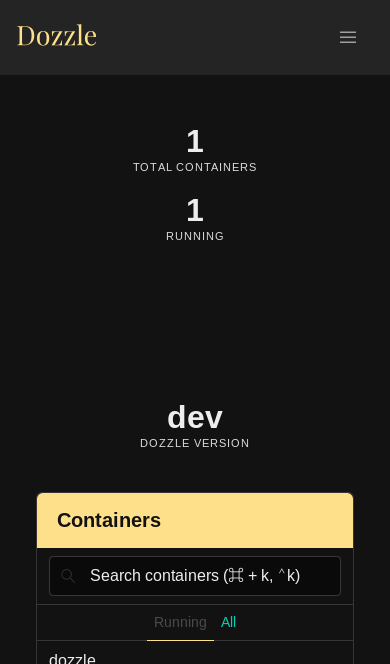 Dozzle
1
TOTAL CONTAINERS
1
RUNNING
dev
DOZZLE VERSION
Containers
Search containers (⌘ + k, ⌃k)
Running All
dozzle